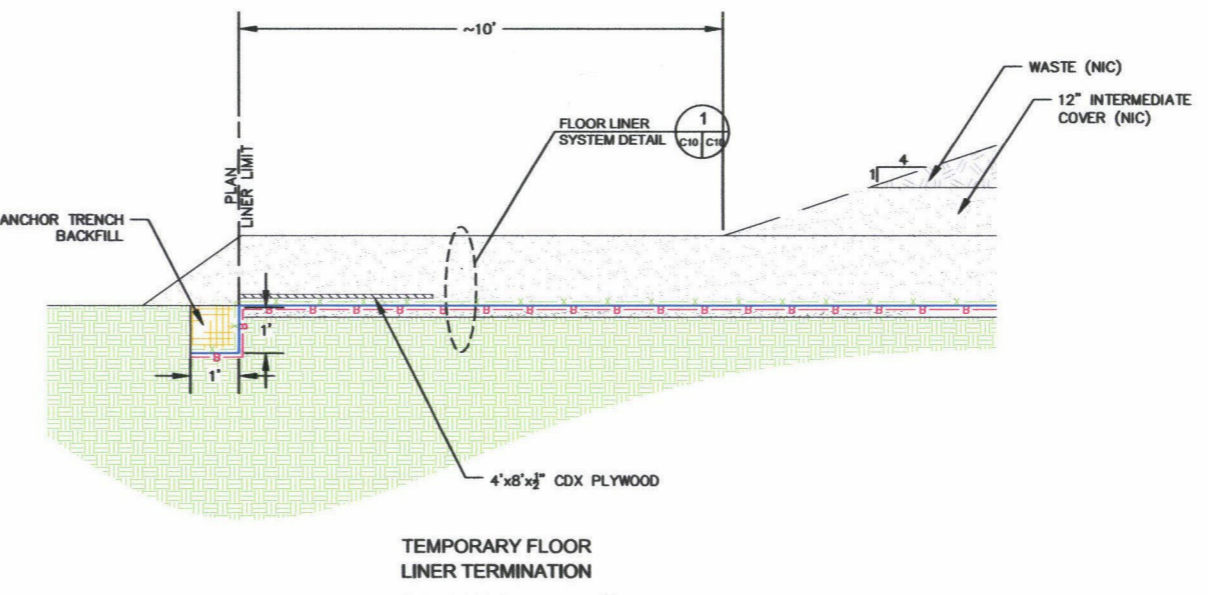 ~10'
WASTE (NIC)
12" INTERMEDIATE
COVER (NIC)
FLOOR LINER
SYSTEM DETAIL
1
C10
4
1
PLAN
LINER LIMIT
ANCHOR TRENCH
BACKFILL
B B B B B B B B B B B B B B B
B
B
1'
1'
4'x8'x½" CDX PLYWOOD
TEMPORARY FLOOR
LINER TERMINATION